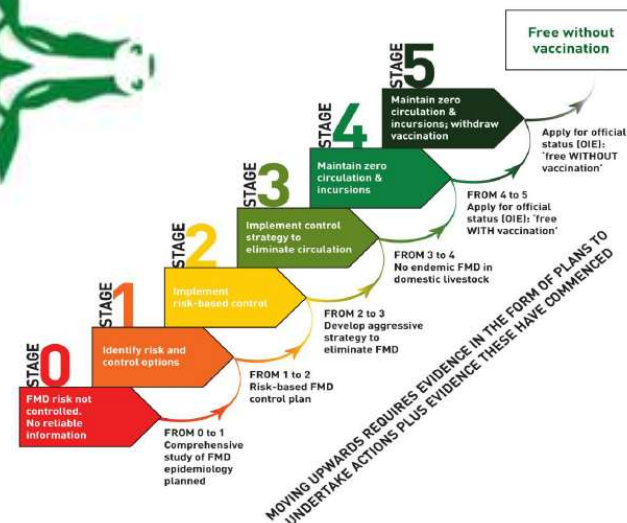 Free without
vaccination
STAGE 5
Maintain zero
circulation &
incursions; withdraw
vaccination
Apply for official
status (OIE):
'free WITHOUT
vaccination'
STAGE 4
Maintain zero
circulation &
incursions
FROM 4 to 5
Apply for official
status (OIE): 'free
WITH vaccination'
STAGE 3
Implement control
strategy to
eliminate circulation
FROM 3 to 4
No endemic FMD in
domestic livestock
STAGE 2
Implement
risk-based control
FROM 2 to 3
Develop aggressive
strategy to
eliminate FMD
STAGE 1
Identify risk and
control options
FROM 1 to 2
Risk-based FMD
control plan
STAGE 0
FMD risk not
controlled.
No reliable
information
FROM 0 to 1
Comprehensive
study of FMD
epidemiology
planned
MOVING UPWARDS REQUIRES EVIDENCE IN THE FORM OF PLANS TO
UNDERTAKE ACTIONS PLUS EVIDENCE THESE HAVE COMMENCED